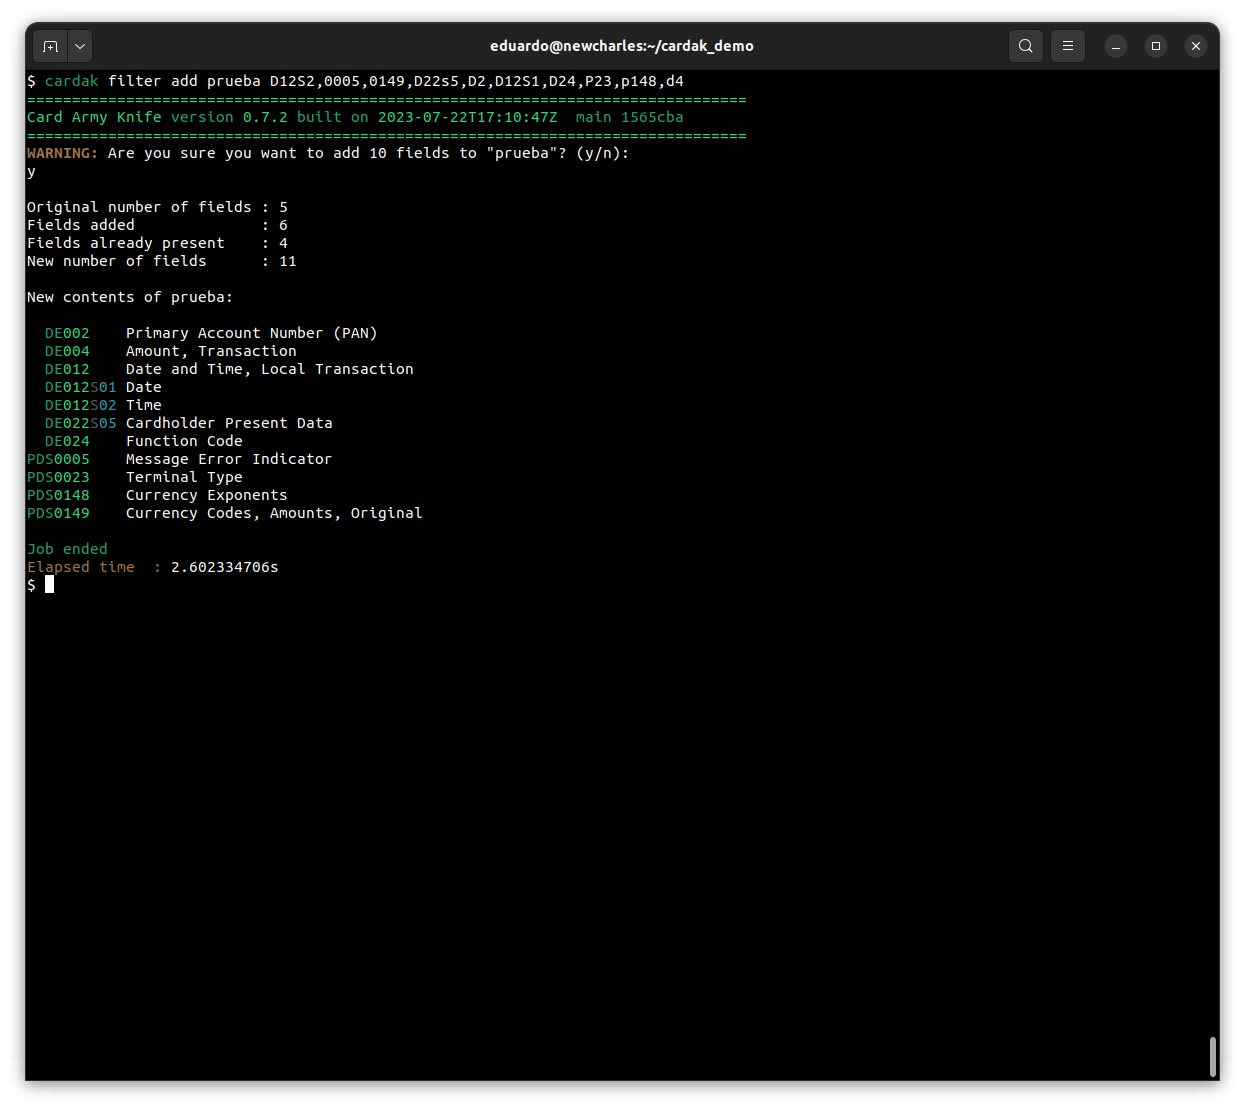 eduardo@newcharles:~/cardak_demo
$ cardak filter add prueba D12S2,0005,0149,D22s5,D2,D12S1,D24,P23,p148,d4
================================================================================
Card Army Knife version 0.7.2 built on 2023-07-22T17:10:47Z  main 1565cba
================================================================================
WARNING: Are you sure you want to add 10 fields to "prueba"? (y/n):
y
Original number of fields : 5
Fields added              : 6
Fields already present    : 4
New number of fields      : 11
New contents of prueba:
  DE002    Primary Account Number (PAN)
  DE004    Amount, Transaction
  DE012    Date and Time, Local Transaction
  DE012S01 Date
  DE012S02 Time
  DE022S05 Cardholder Present Data
  DE024    Function Code
PDS0005    Message Error Indicator
PDS0023    Terminal Type
PDS0148    Currency Exponents
PDS0149    Currency Codes, Amounts, Original
Job ended
Elapsed time  : 2.602334706s
$